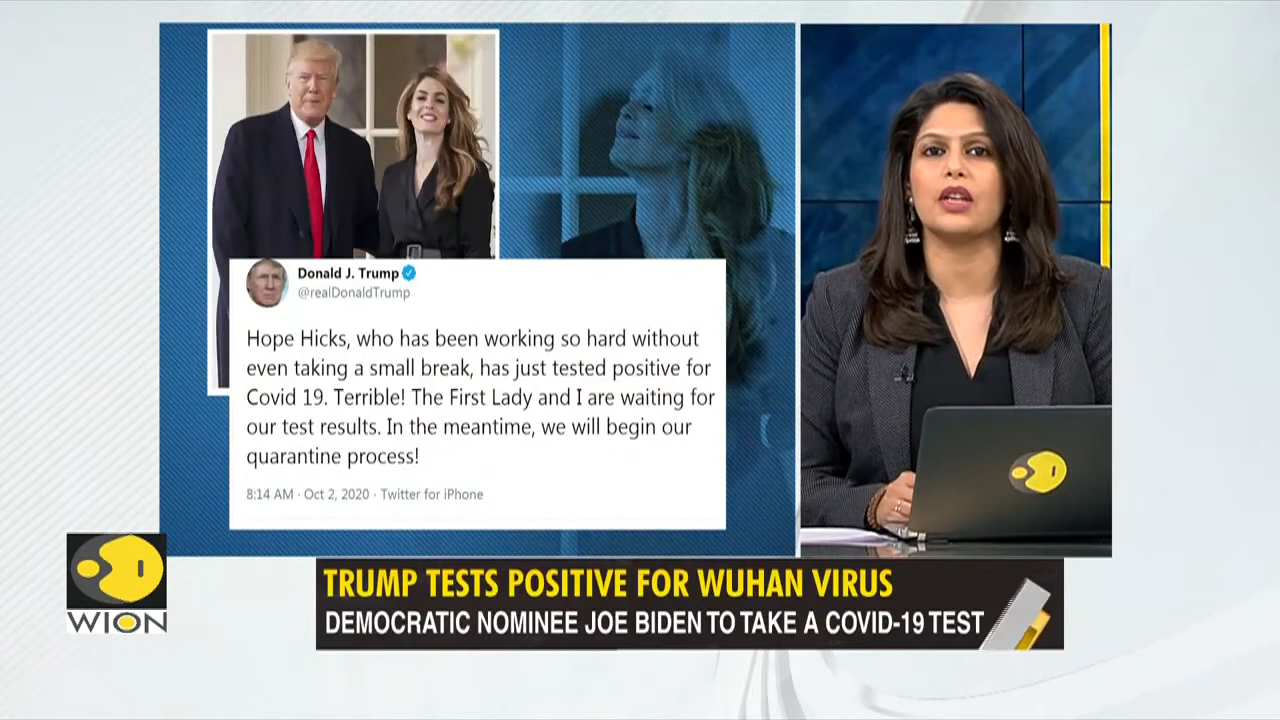 Donald J. Trump
@realDonaldTrump
Hope Hicks, who has been working so hard without
even taking a small break, has just tested positive for
Covid 19. Terrible! The First Lady and I are waiting for
our test results. In the meantime, we will begin our
quarantine process!
8:14 AM · Oct 2, 2020 · Twitter for iPhone
WION
TRUMP TESTS POSITIVE FOR WUHAN VIRUS
DEMOCRATIC NOMINEE JOE BIDEN TO TAKE A COVID-19 TEST